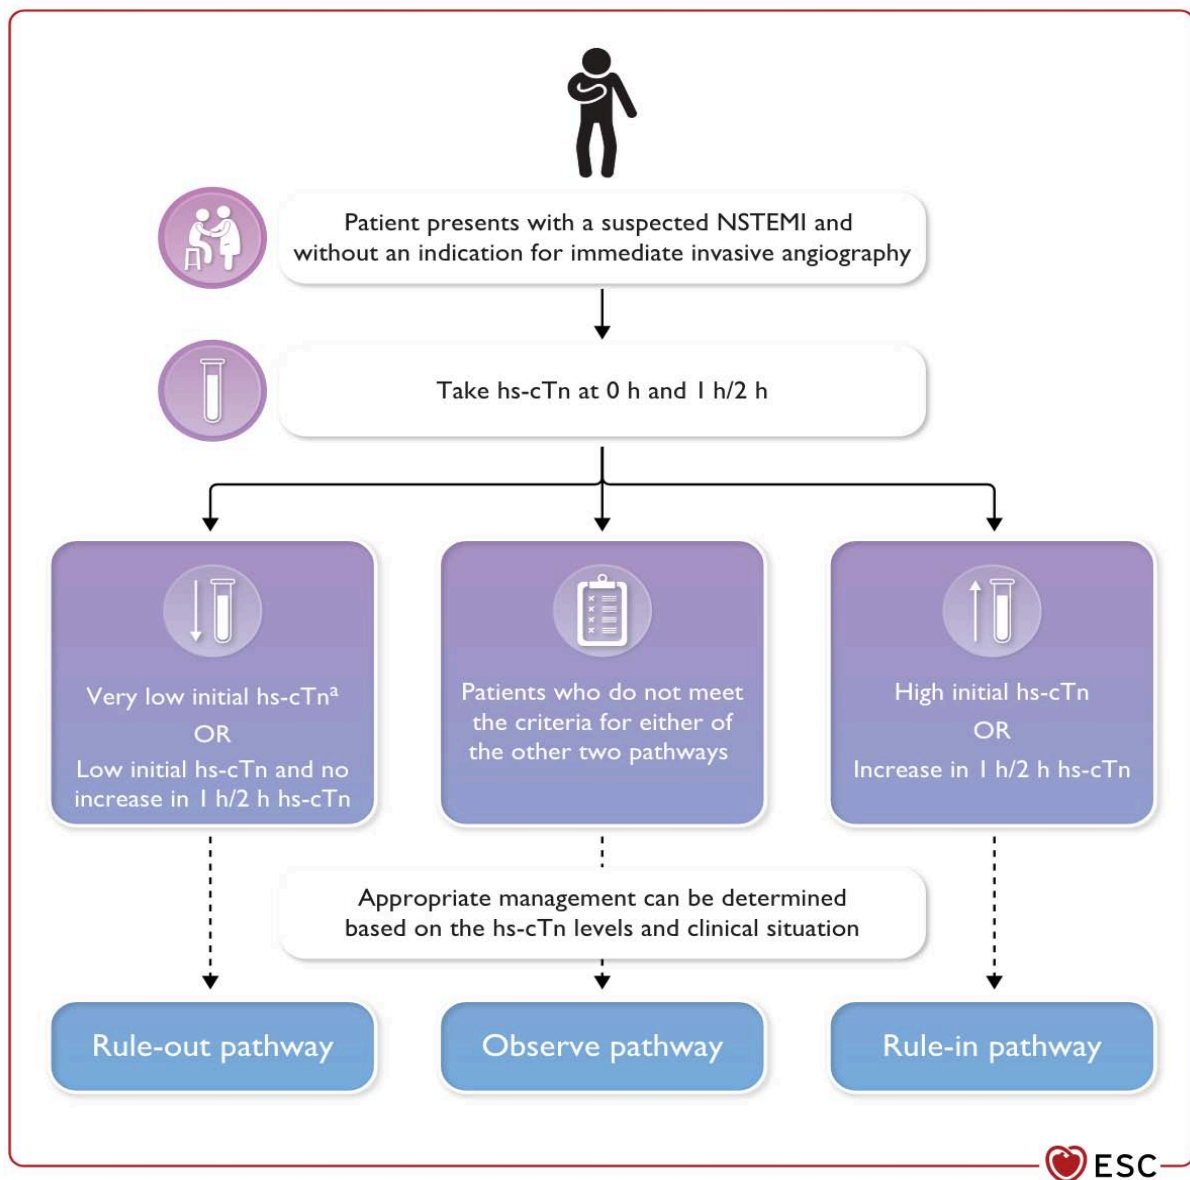 Patient presents with a suspected NSTEMI and
without an indication for immediate invasive angiography
Take hs-cTn at 0 h and 1 h/2 h
Very low initial hs-cTnᵃ
OR
Low initial hs-cTn and no
increase in 1 h/2 h hs-cTn
Patients who do not meet
the criteria for either of
the other two pathways
High initial hs-cTn
OR
Increase in 1 h/2 h hs-cTn
Appropriate management can be determined
based on the hs-cTn levels and clinical situation
Rule-out pathway
Observe pathway
Rule-in pathway
ESC